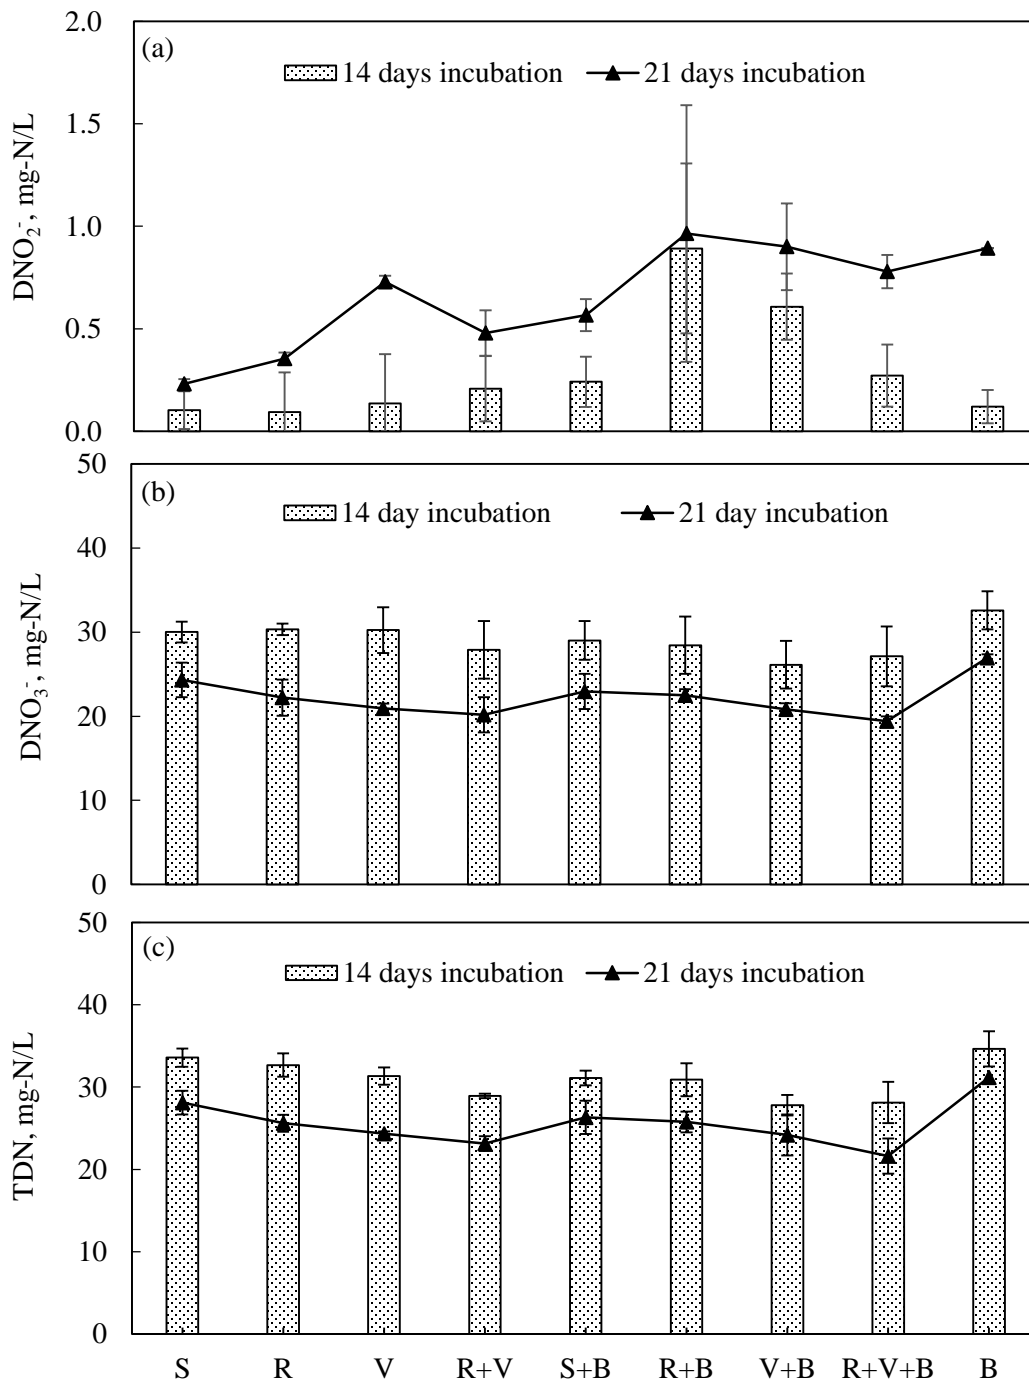 (a)
14 days incubation 21 days incubation
DNO₂⁻, mg-N/L
2.0
1.5
1.0
0.5
0.0
(b)
14 day incubation 21 day incubation
DNO₃⁻, mg-N/L
50
40
30
20
10
0
(c)
14 days incubation 21 days incubation
TDN, mg-N/L
50
40
30
20
10
0
S R V R+V S+B R+B V+B R+V+B B